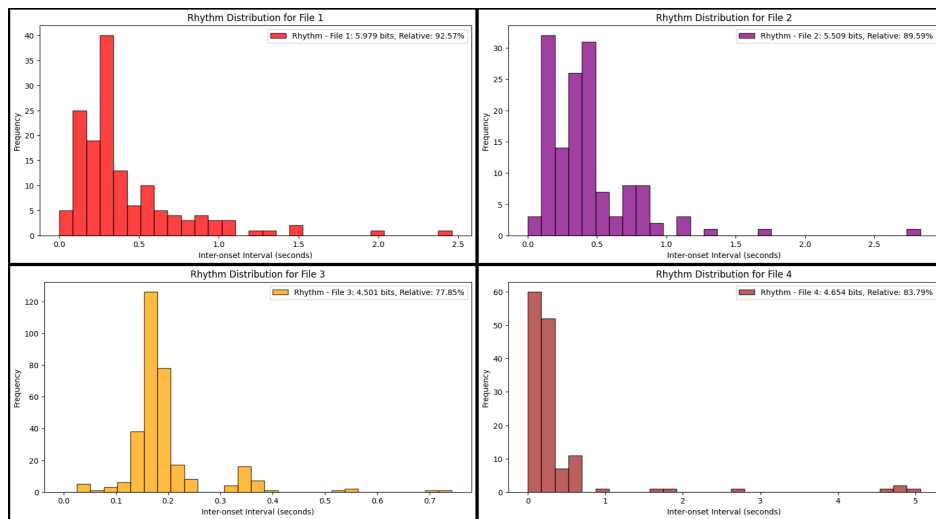 Rhythm Distribution for File 1
Rhythm - File 1: 5.979 bits, Relative: 92.57%
Frequency
40
35
30
25
20
15
10
5
0
0.0 0.5 1.0 1.5 2.0 2.5
Inter-onset Interval (seconds)
Rhythm Distribution for File 2
Rhythm - File 2: 5.509 bits, Relative: 89.59%
Frequency
30
25
20
15
10
5
0
0.0 0.5 1.0 1.5 2.0 2.5
Inter-onset Interval (seconds)
Rhythm Distribution for File 3
Rhythm - File 3: 4.501 bits, Relative: 77.85%
Frequency
120
100
80
60
40
20
0
0.0 0.1 0.2 0.3 0.4 0.5 0.6 0.7
Inter-onset Interval (seconds)
Rhythm Distribution for File 4
Rhythm - File 4: 4.654 bits, Relative: 83.79%
Frequency
60
50
40
30
20
10
0
0 1 2 3 4 5
Inter-onset Interval (seconds)